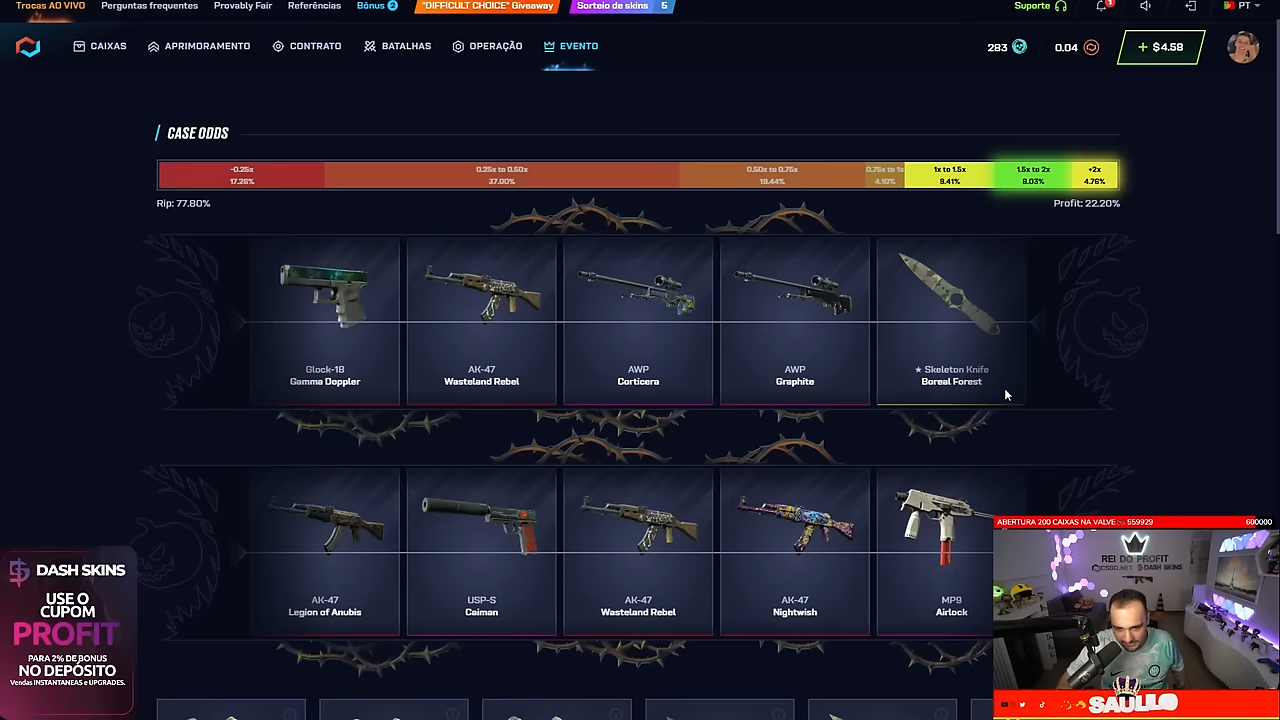 Trocas AO VIVO Perguntas frequentes Provably Fair Referências Bônus 2 "DIFFICULT CHOICE" Giveaway Sorteio de skins 5 Suporte 1 PT
CAIXAS APRIMORAMENTO CONTRATO BATALHAS OPERAÇÃO EVENTO 283 0.04 + $4.58
CASE ODDS
-0.25x 0.25x to 0.50x 0.50x to 0.75x 0.75x to 1x 1x to 1.5x 1.5x to 2x +2x
17.26% 37.00% 19.44% 4.10% 9.41% 8.03% 4.76%
Rip: 77.80% Profit: 22.20%
Glock-18 AK-47 AWP AWP ★ Skeleton Knife
Gamma Doppler Wasteland Rebel Corticera Graphite Boreal Forest
AK-47 USP-S AK-47 AK-47 MP9
Legion of Anubis Caiman Wasteland Rebel Nightwish Airlock
DASH SKINS
USE O
CUPOM
PROFIT
PARA 2% DE BONUS
NO DEPÓSITO
Vendas INSTANTANEAS e UPGRADES.
ABERTURA 200 CAIXAS NA VALVE :-. 559929 600000
REI DO PROFIT
CSGO.NET DASH SKINS
SAULLO